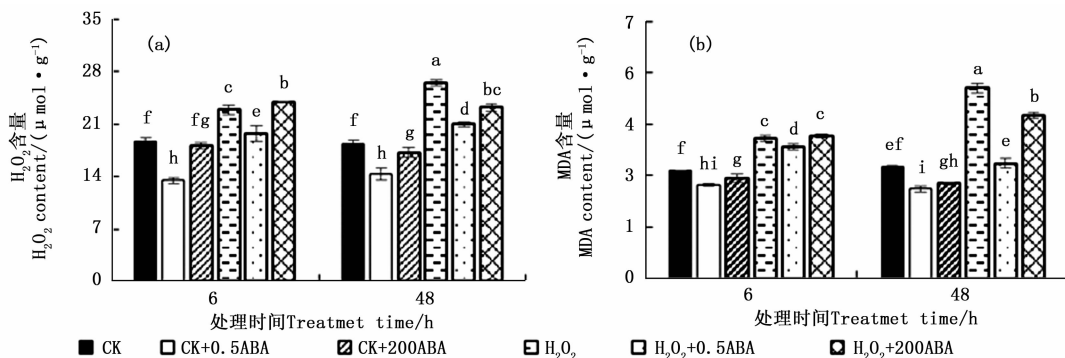 (a)
H₂O₂含量
H₂O₂ content/(μmol·g⁻¹)
35
28
21
14
7
0
f h fg c e b
f h g a d bc
6 48
处理时间Treatmet time/h
(b)
MDA含量
MDA content/(μmol·g⁻¹)
7
6
4
3
1
0
f hi g c d c
ef i gh a e b
6 48
处理时间Treatmet time/h
CK CK+0.5ABA CK+200ABA H₂O₂ H₂O₂+0.5ABA H₂O₂+200ABA